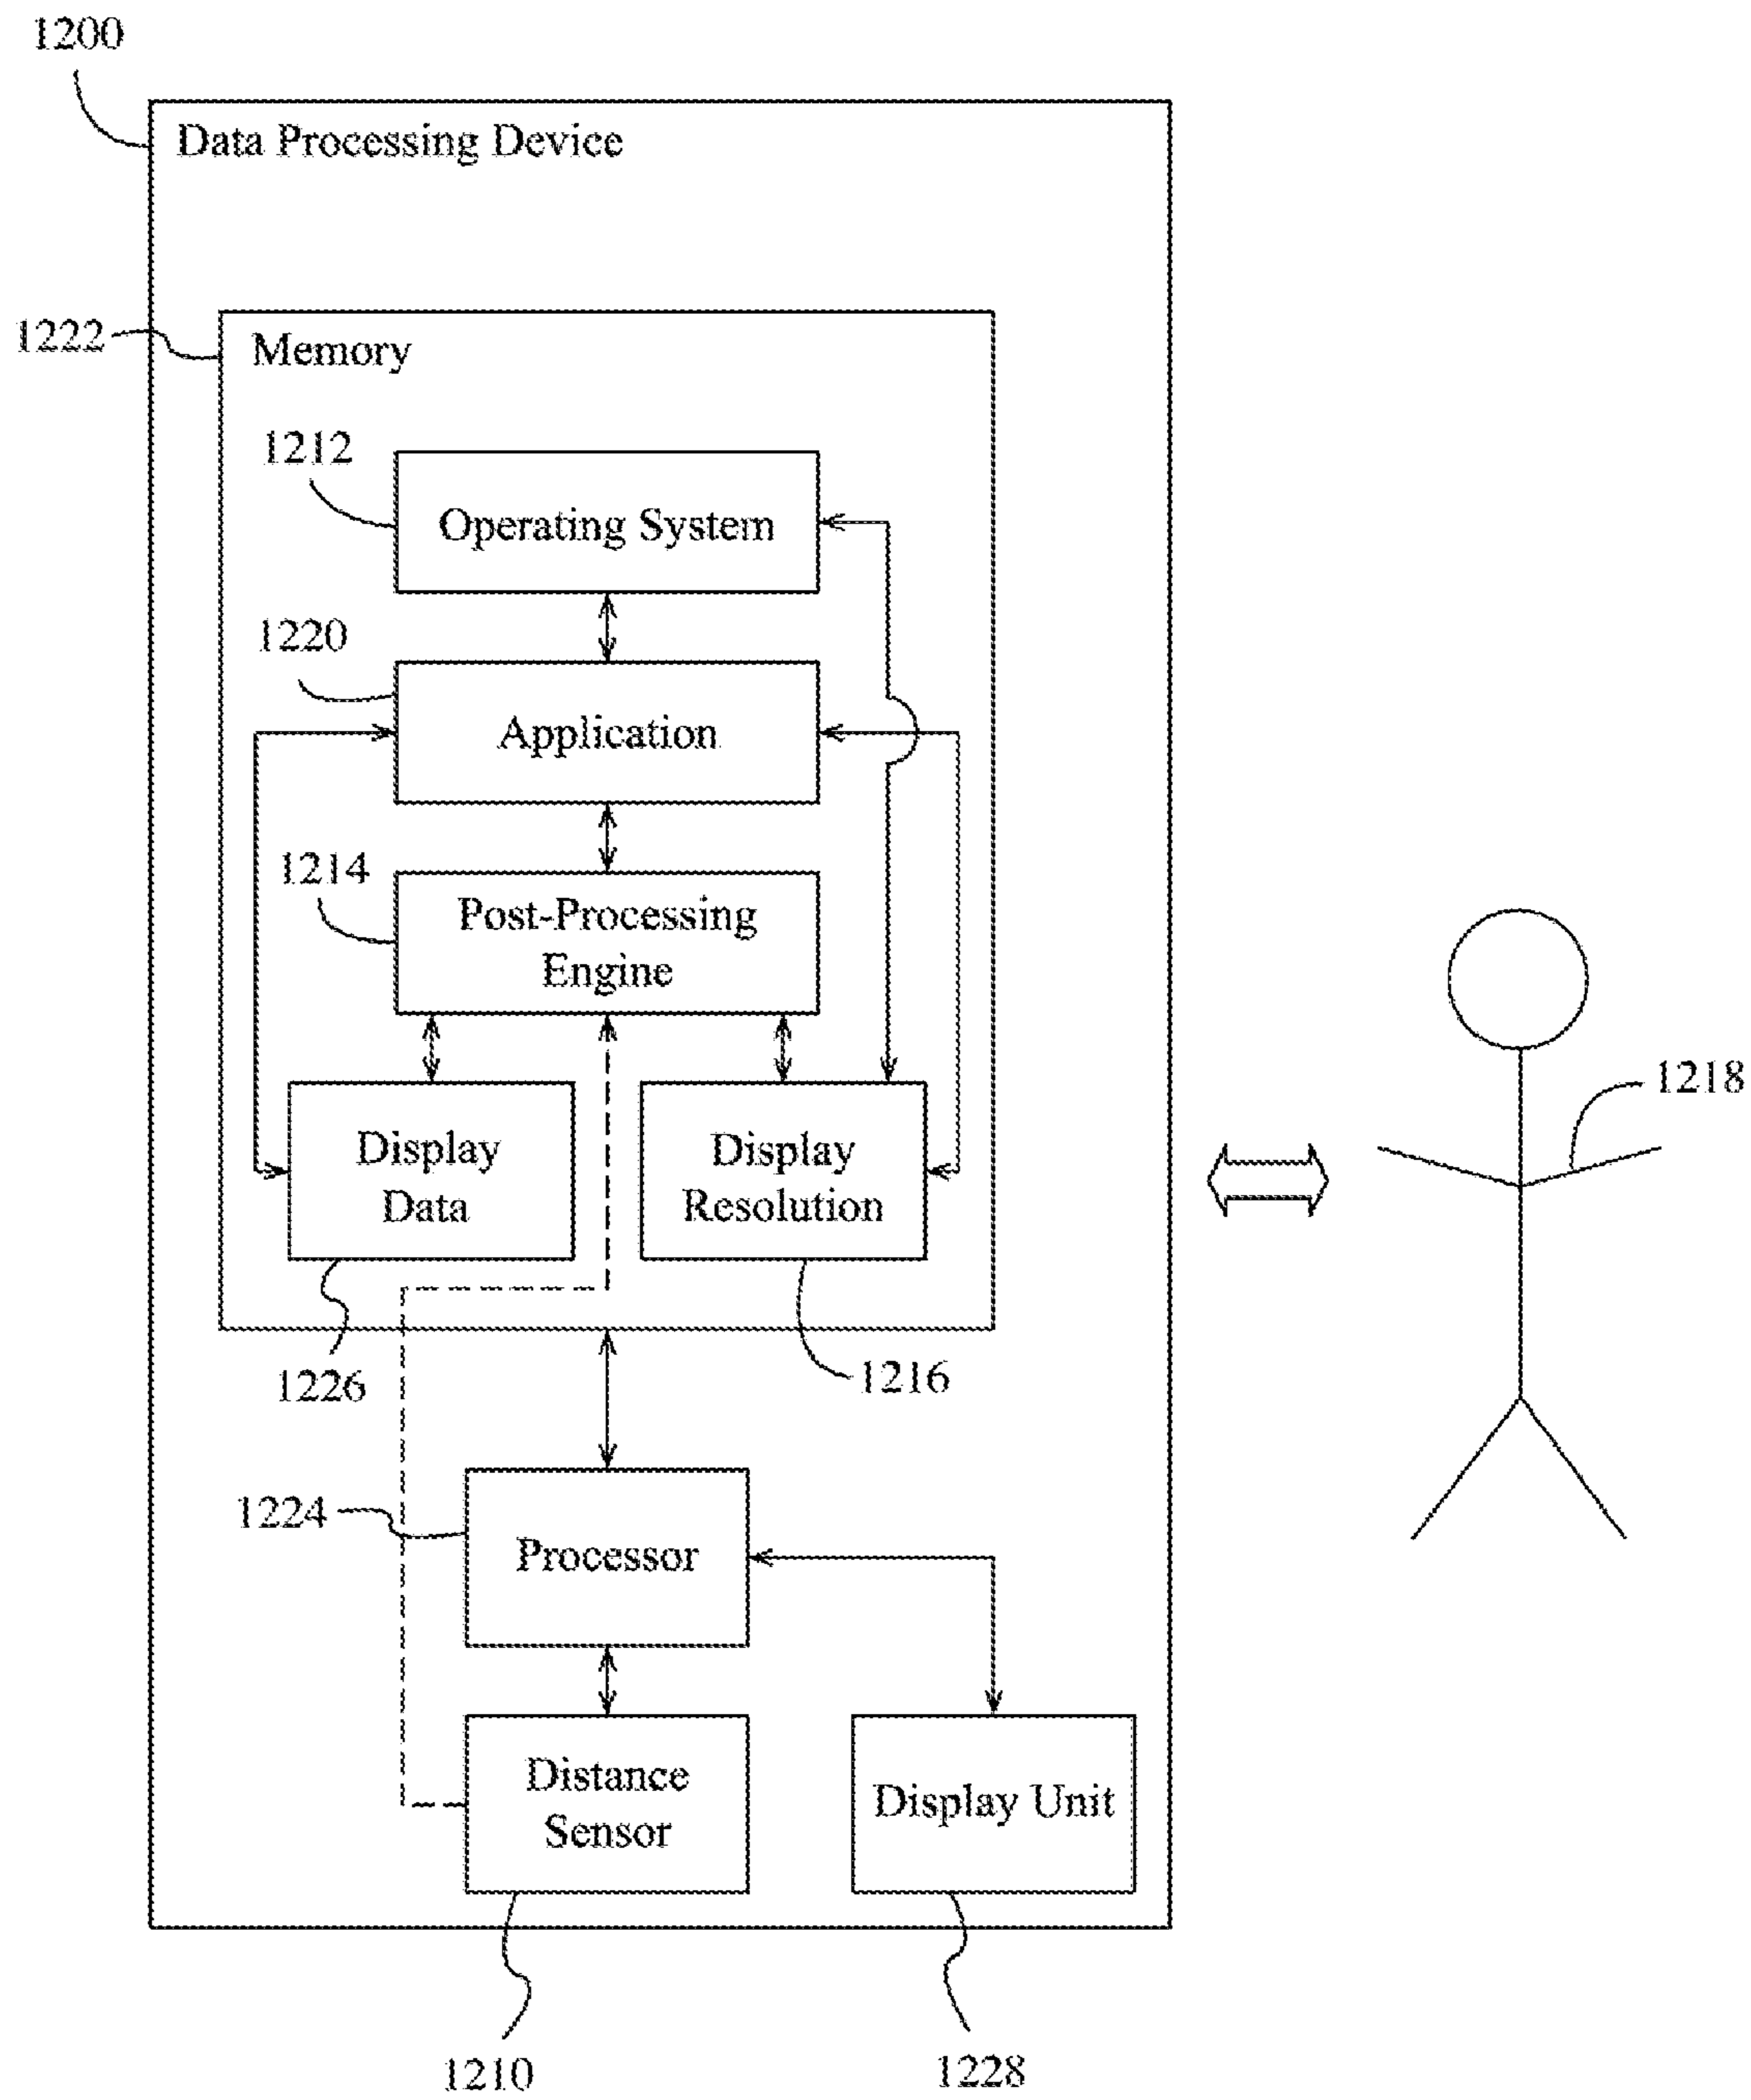 1200
Data Processing Device
1222
Memory
1212
Operating System
1220
Application
1214
Post-Processing
Engine
1218
Display
Data
Display
Resolution
1226
1216
1224
Processor
Distance
Sensor
Display Unit
1210
1228